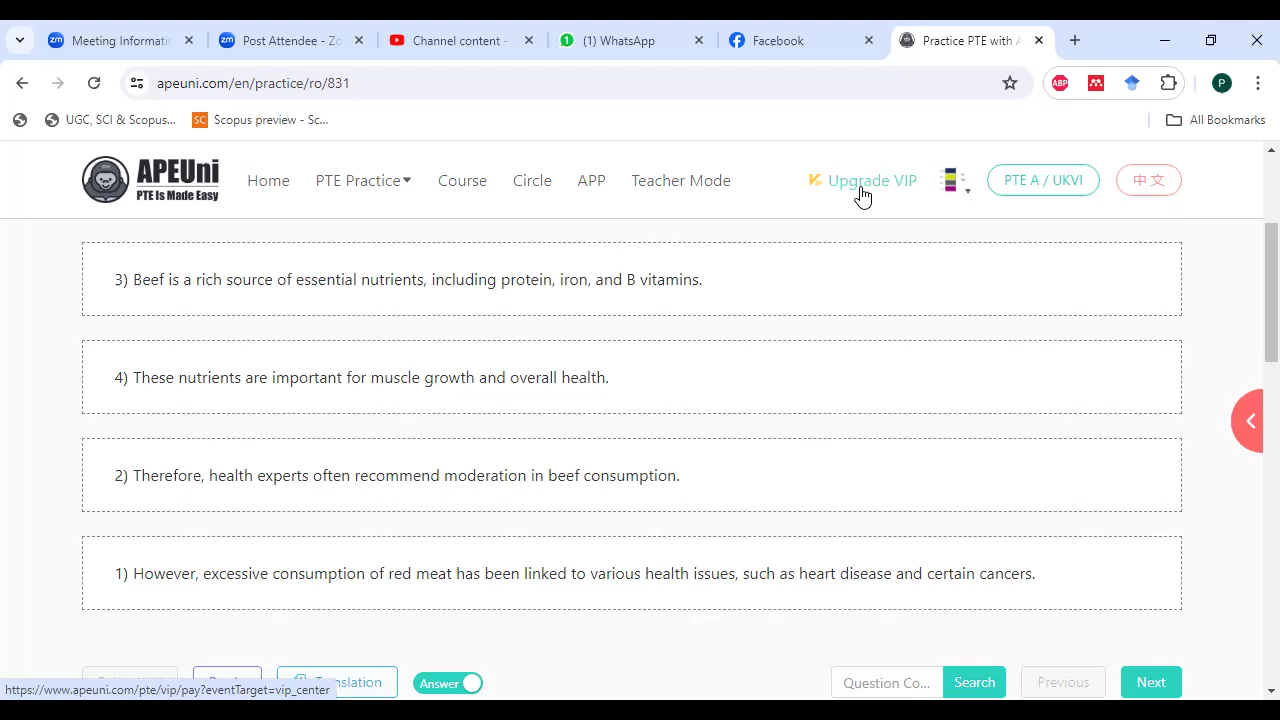 Meeting Informatic
Post Attendee - Zo
Channel content -
(1) WhatsApp
Facebook
Practice PTE with A
apeuni.com/en/practice/ro/831
ABP
P
UGC, SCI & Scopus...
SC Scopus preview - Sc...
All Bookmarks
APEUni
PTE Is Made Easy
Home
PTE Practice
Course
Circle
APP
Teacher Mode
Upgrade VIP
PTE A / UKVI
中文
3) Beef is a rich source of essential nutrients, including protein, iron, and B vitamins.
4) These nutrients are important for muscle growth and overall health.
2) Therefore, health experts often recommend moderation in beef consumption.
1) However, excessive consumption of red meat has been linked to various health issues, such as heart disease and certain cancers.
Translation
Answer
Question Co...
Search
Previous
Next
https://www.apeuni.com/pte/vip/pay?eventTarget=vip_center